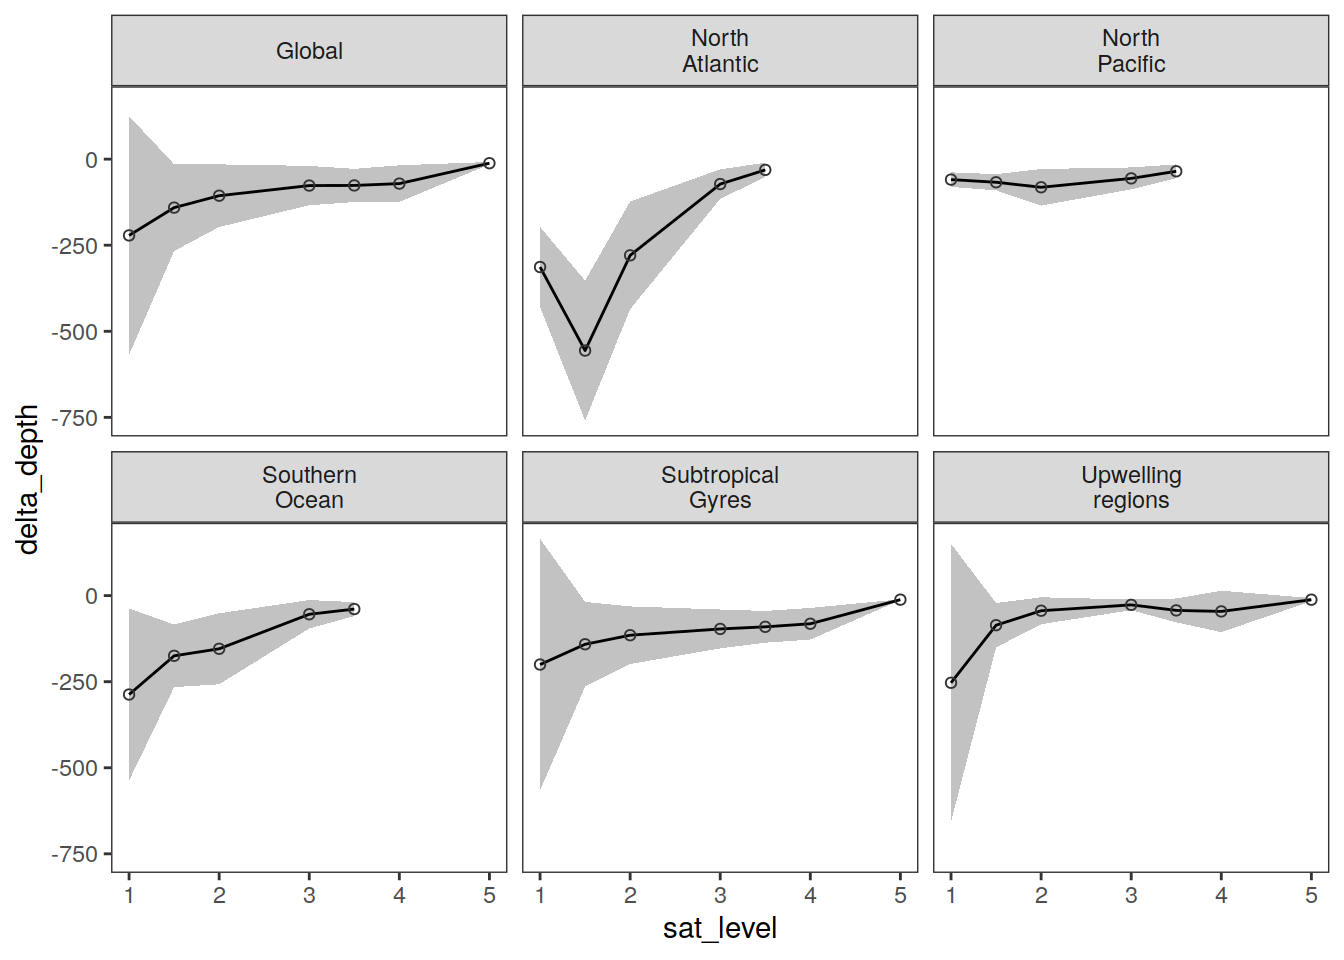 Global
North
Atlantic
North
Pacific
0
-250
-500
-750
Southern
Ocean
Subtropical
Gyres
Upwelling
regions
0
-250
-500
-750
1 2 3 4 5
1 2 3 4 5
1 2 3 4 5
sat_level
delta_depth